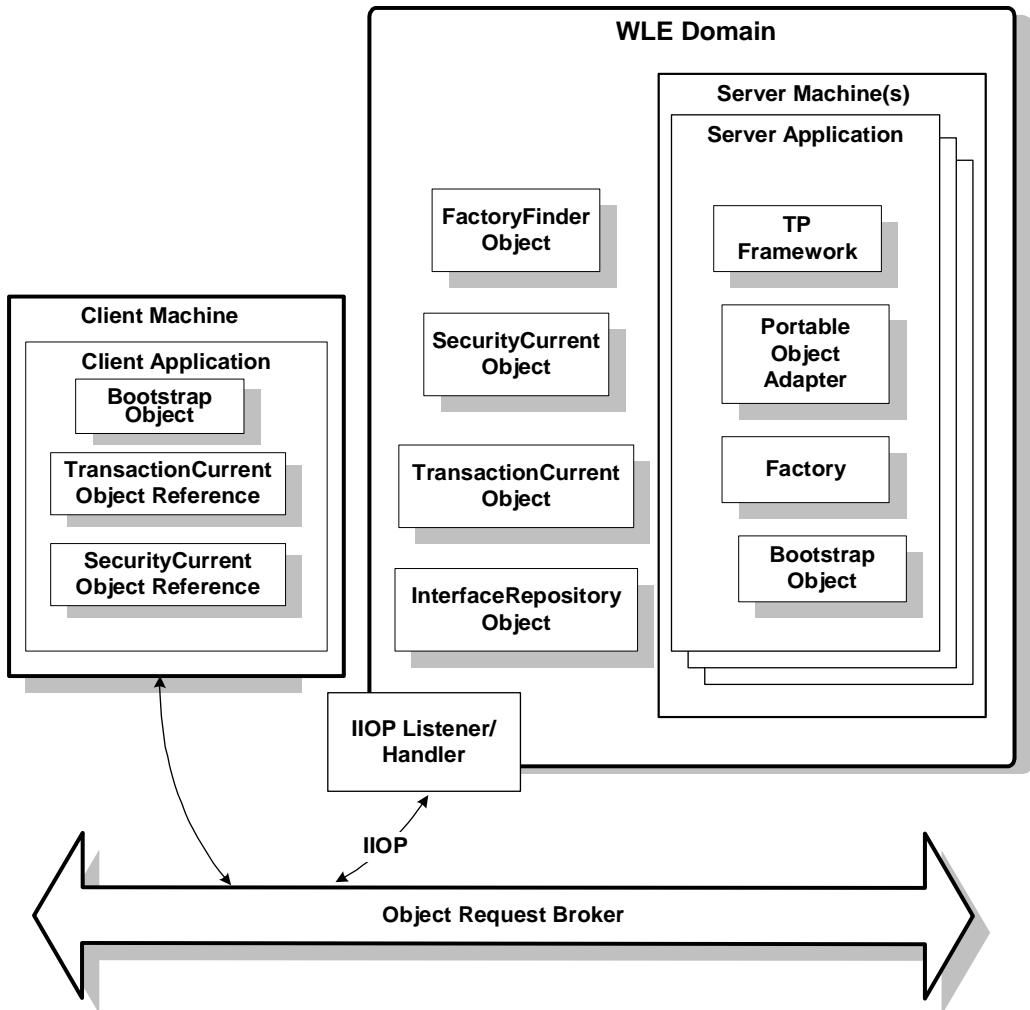 WLE Domain
Server Machine(s)
Server Application
TP
Framework
Portable
Object
Adapter
Factory
Bootstrap
Object
FactoryFinder
Object
SecurityCurrent
Object
TransactionCurrent
Object
InterfaceRepository
Object
Client Machine
Client Application
Bootstrap
Object
TransactionCurrent
Object Reference
SecurityCurrent
Object Reference
IIOP Listener/
Handler
IIOP
Object Request Broker